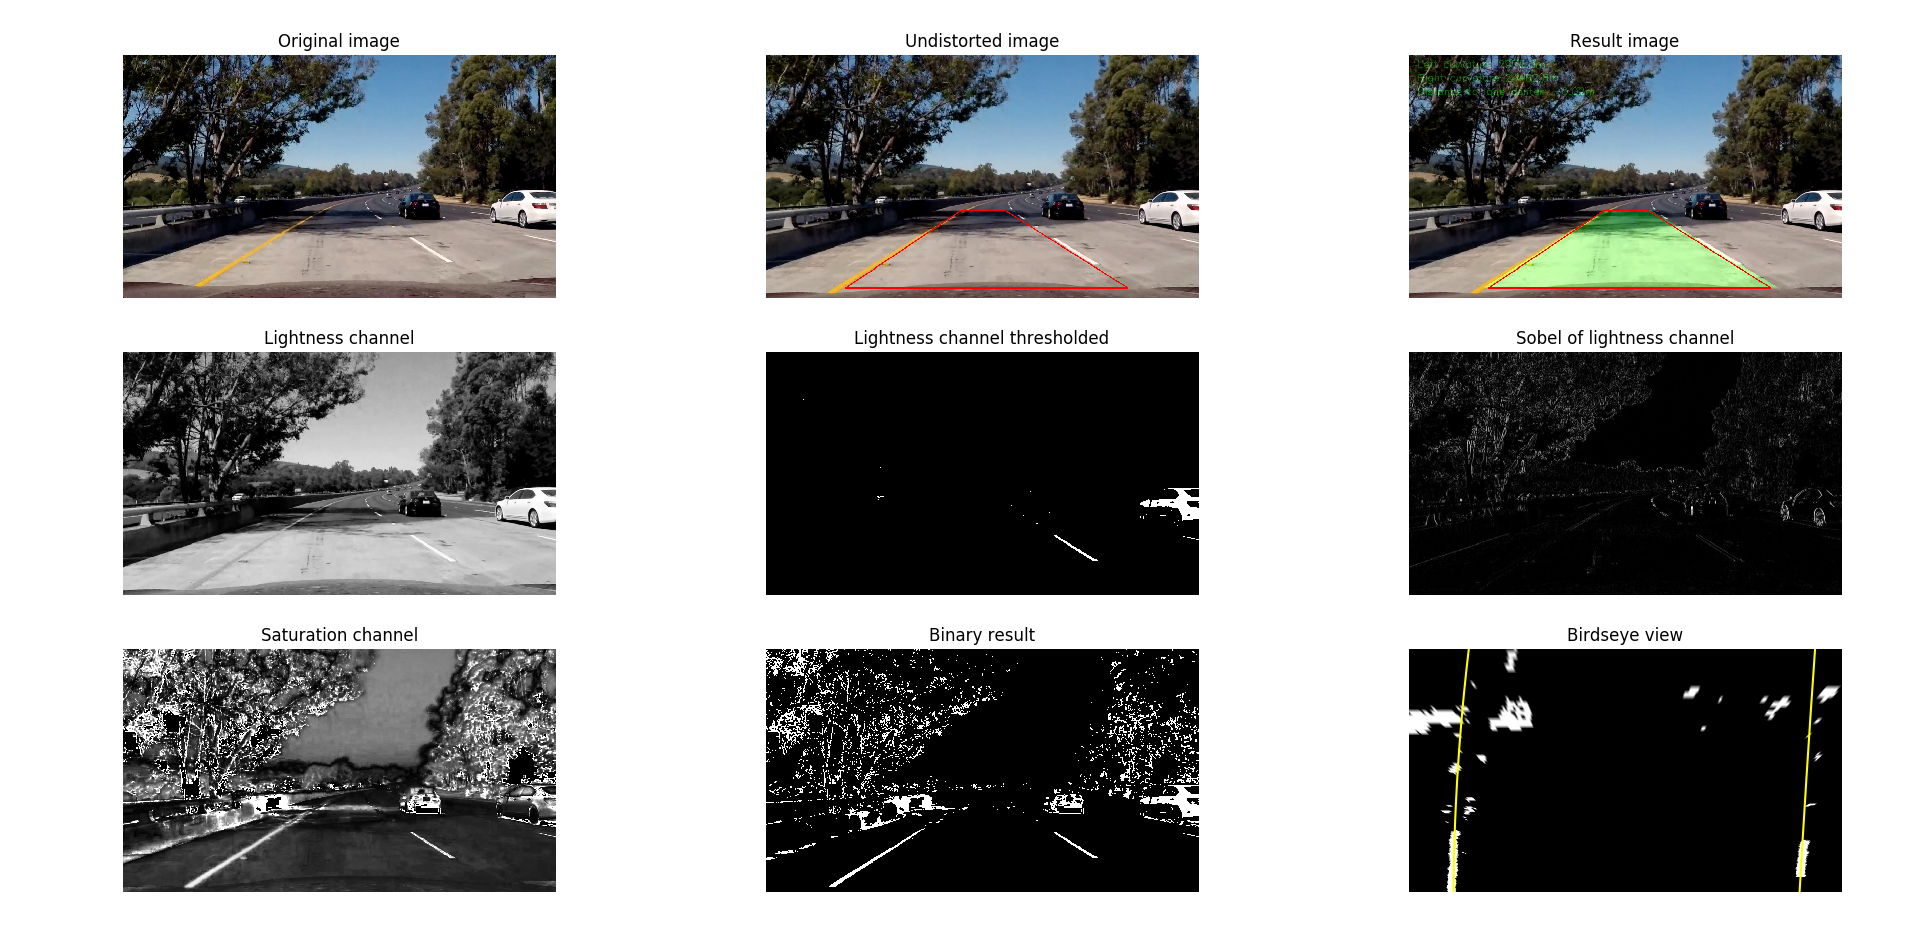 Original image
Undistorted image
Result image
Lightness channel
Lightness channel thresholded
Sobel of lightness channel
Saturation channel
Binary result
Birdseye view